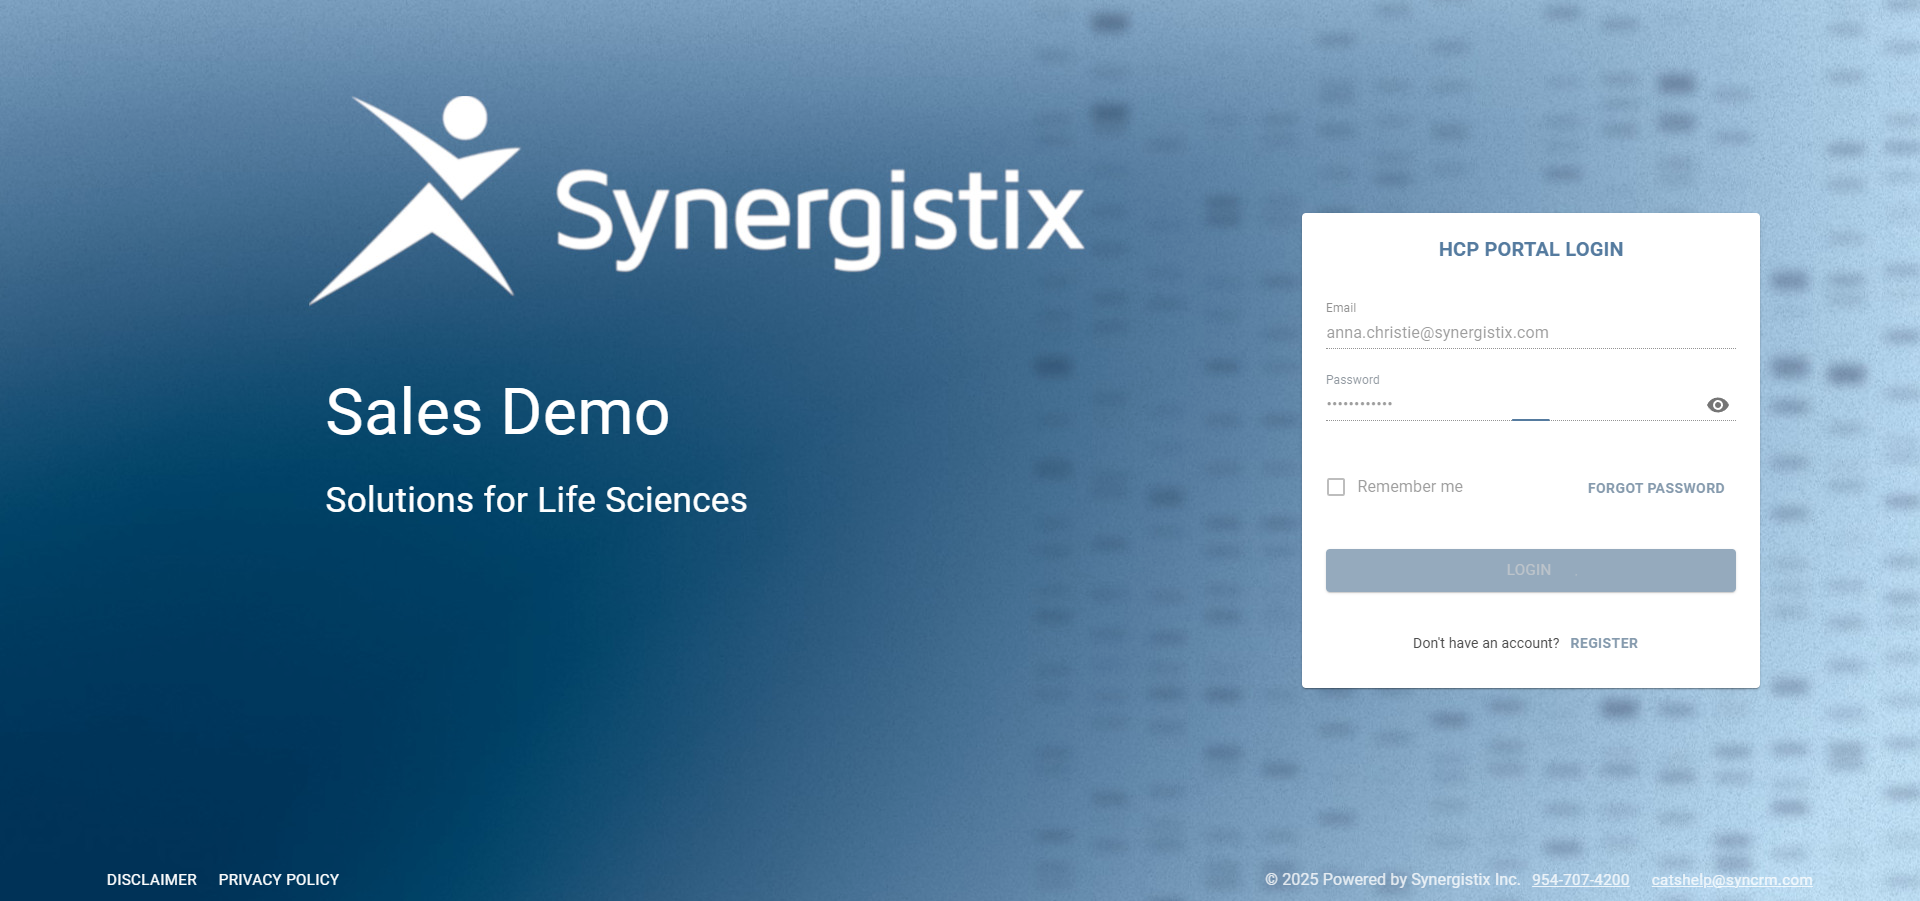 Synergistix
Sales Demo
Solutions for Life Sciences
HCP PORTAL LOGIN
Email
anna.christie@synergistix.com
Password
••••••••••••
Remember me
FORGOT PASSWORD
LOGIN
Don't have an account? REGISTER
DISCLAIMER PRIVACY POLICY
© 2025 Powered by Synergistix Inc. 954-707-4200 catshelp@syncrm.com